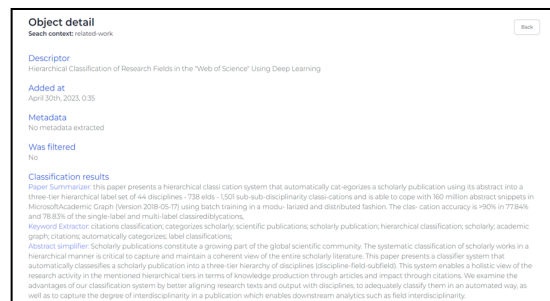 Object detail
Back
Seach context: related-work
Descriptor
Hierarchical Classification of Research Fields in the "Web of Science" Using Deep Learning
Added at
April 30th, 2023, 0:35
Metadata
No metadata extracted
Was filtered
No
Classification results
Paper Summarizer: this paper presents a hierarchical classi cation system that automatically cat-egorizes a scholarly publication using its abstract into a
three-tier hierarchical label set of 44 disciplines - 738 elds - 1,501 sub-sub-disciplinarty classi-cations and is able to cope with 160 million abstract snippets in
MicrosoftAcademic Graph (Version 2018-05-17) using batch training in a modu- larized and distributed fashion. The clas- cation accuracy is >90% in 77.84%
and 78.83% of the single-label and multi-label classirediblycations,
Keyword Extractor: citations classification; categorizes scholarly; scientific publications; scholarly publication; hierarchical classification; scholarly; academic
graph; citations; automatically categorizes; label classifications;
Abstract simplifier: Scholarly publications constitute a growing part of the global scientific community. The systematic classification of scholarly works in a
hierarchical manner is critical to capture and maintain a coherent view of the entire scholarly literature. This paper presents a classifier system that
automatically classesifies a scholarly publication into a three-tier hierarchy of disciplines (discipline-field-subfield). This system enables a holistic view of the
research activity in the mentioned hierarchical tiers in terms of knowledge production through articles and impact through citations. We examine the
advantages of our classification system by better aligning research texts and output with disciplines, to adequately classify them in an automated way, as
well as to capture the degree of interdisciplinarity in a publication which enables downstream analytics such as field interdisciplinarity.